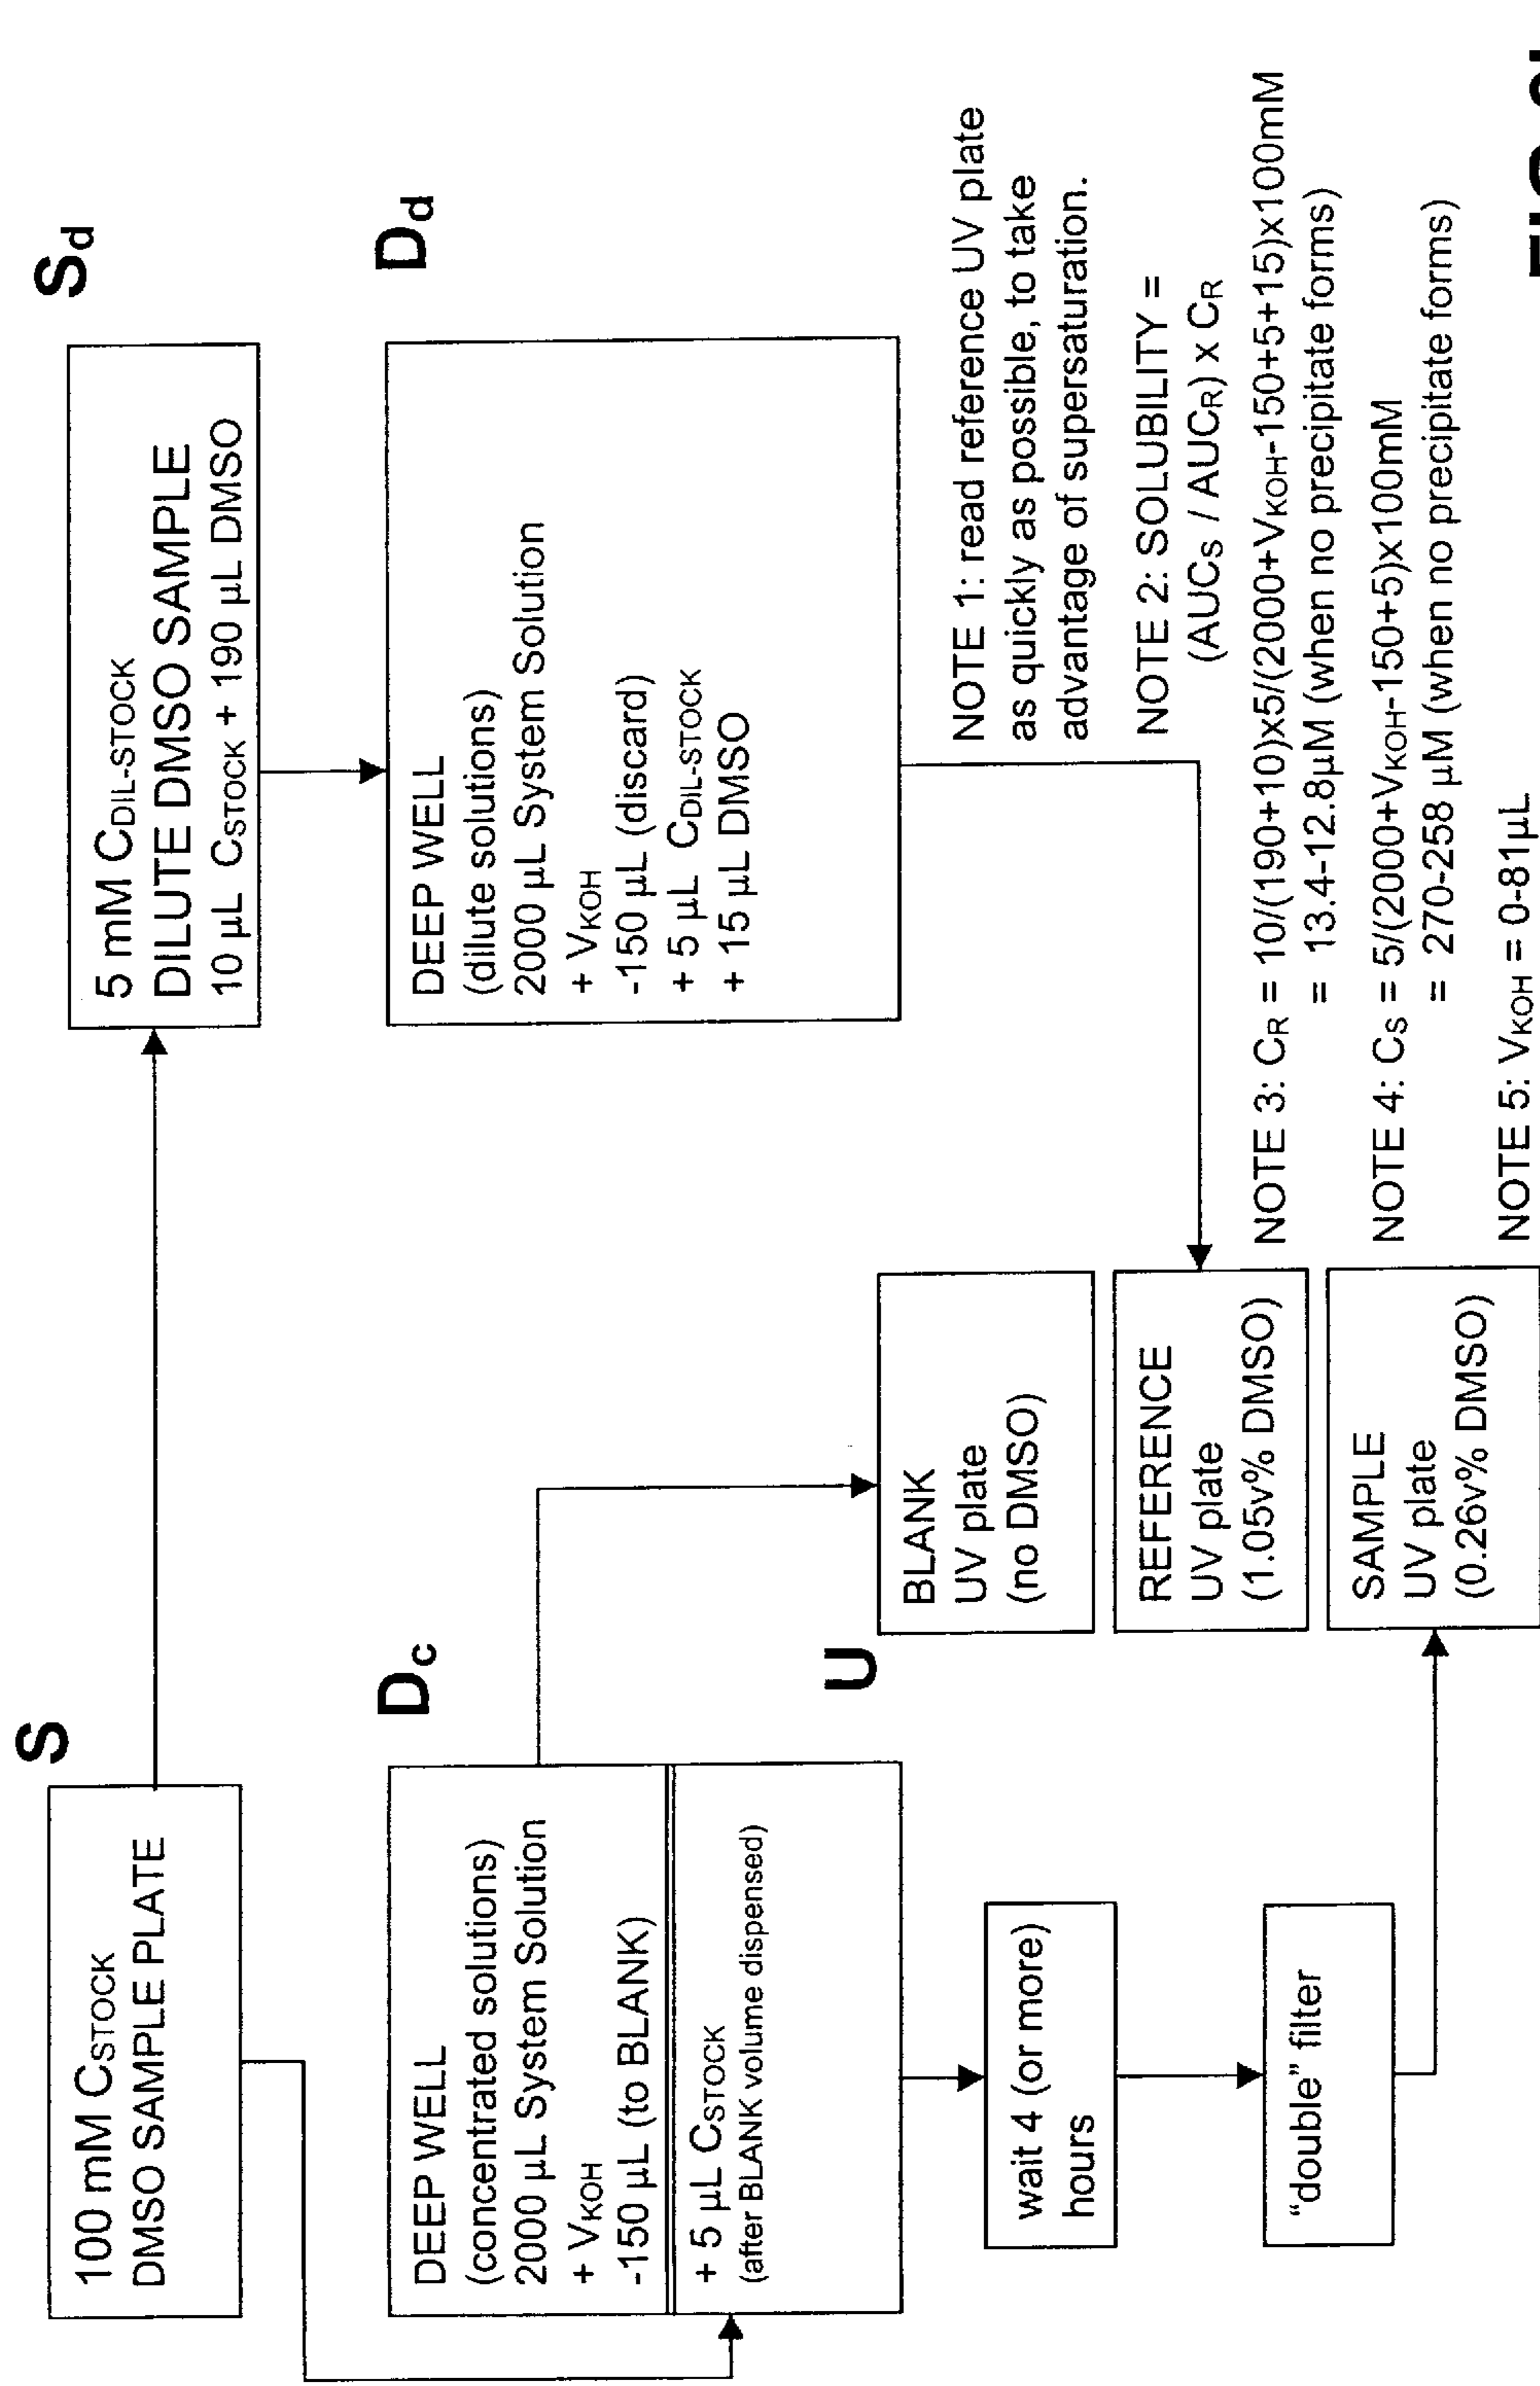 S
100 mM CSTOCK
DMSO SAMPLE PLATE
Sd
5 mM CDIL-STOCK
DILUTE DMSO SAMPLE
10 µL CSTOCK + 190 µL DMSO
Dc
DEEP WELL
(concentrated solutions)
2000 µL System Solution
+ VKOH
-150 µL (to BLANK)
+ 5 µL CSTOCK
(after BLANK volume dispensed)
Dd
DEEP WELL
(dilute solutions)
2000 µL System Solution
+ VKOH
-150 µL (discard)
+ 5 µL CDIL-STOCK
+ 15 µL DMSO
wait 4 (or more)
hours
"double" filter
U
BLANK
UV plate
(no DMSO)
REFERENCE
UV plate
(1.05v% DMSO)
SAMPLE
UV plate
(0.26v% DMSO)
NOTE 1: read reference UV plate
as quickly as possible, to take
advantage of supersaturation.
NOTE 2: SOLUBILITY =
(AUCS / AUCR) x CR
NOTE 3: CR = 10/(190+10)x5/(2000+VKOH-150+5+15)x100mM
= 13.4-12.8µM (when no precipitate forms)
NOTE 4: CS = 5/(2000+VKOH-150+5)x100mM
= 270-258 µM (when no precipitate forms)
NOTE 5: VKOH = 0-81µL